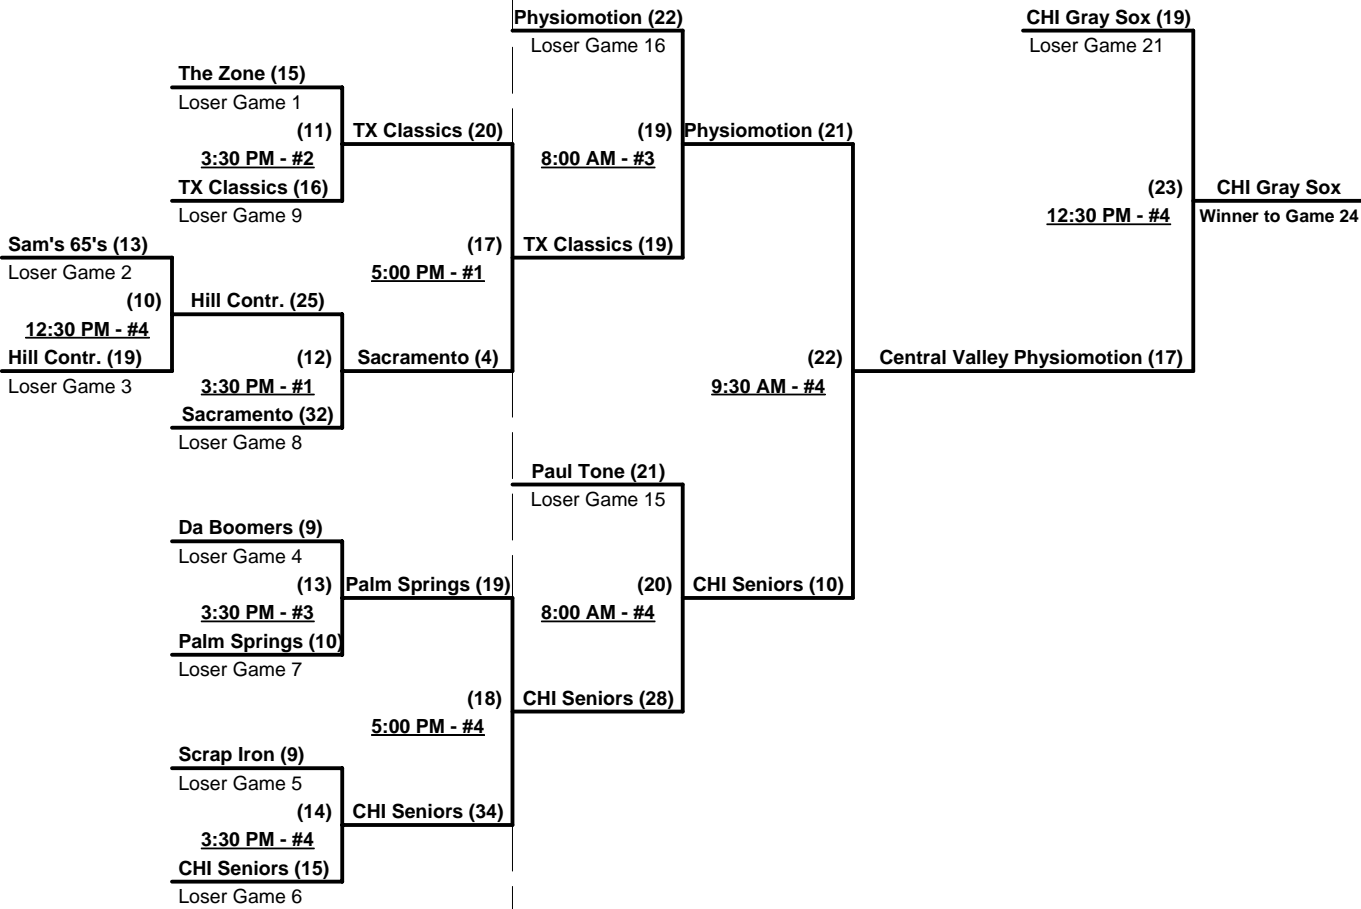 Physiomotion (22)
CHI Gray Sox (19)
Loser Game 16
Loser Game 21
The Zone (15)
Loser Game 1
(11)
TX Classics (20)
(19)
Physiomotion (21)
3:30 PM - #2
8:00 AM - #3
TX Classics (16)
(23)
CHI Gray Sox
Loser Game 9
12:30 PM - #4
Winner to Game 24
Sam's 65's (13)
(17)
TX Classics (19)
Loser Game 2
5:00 PM - #1
(10)
Hill Contr. (25)
12:30 PM - #4
Hill Contr. (19)
(12)
Sacramento (4)
(22)
Central Valley Physiomotion (17)
Loser Game 3
3:30 PM - #1
9:30 AM - #4
Sacramento (32)
Loser Game 8
Paul Tone (21)
Loser Game 15
Da Boomers (9)
Loser Game 4
(13)
Palm Springs (19)
(20)
CHI Seniors (10)
3:30 PM - #3
8:00 AM - #4
Palm Springs (10)
Loser Game 7
(18)
CHI Seniors (28)
5:00 PM - #4
Scrap Iron (9)
Loser Game 5
(14)
CHI Seniors (34)
3:30 PM - #4
CHI Seniors (15)
Loser Game 6